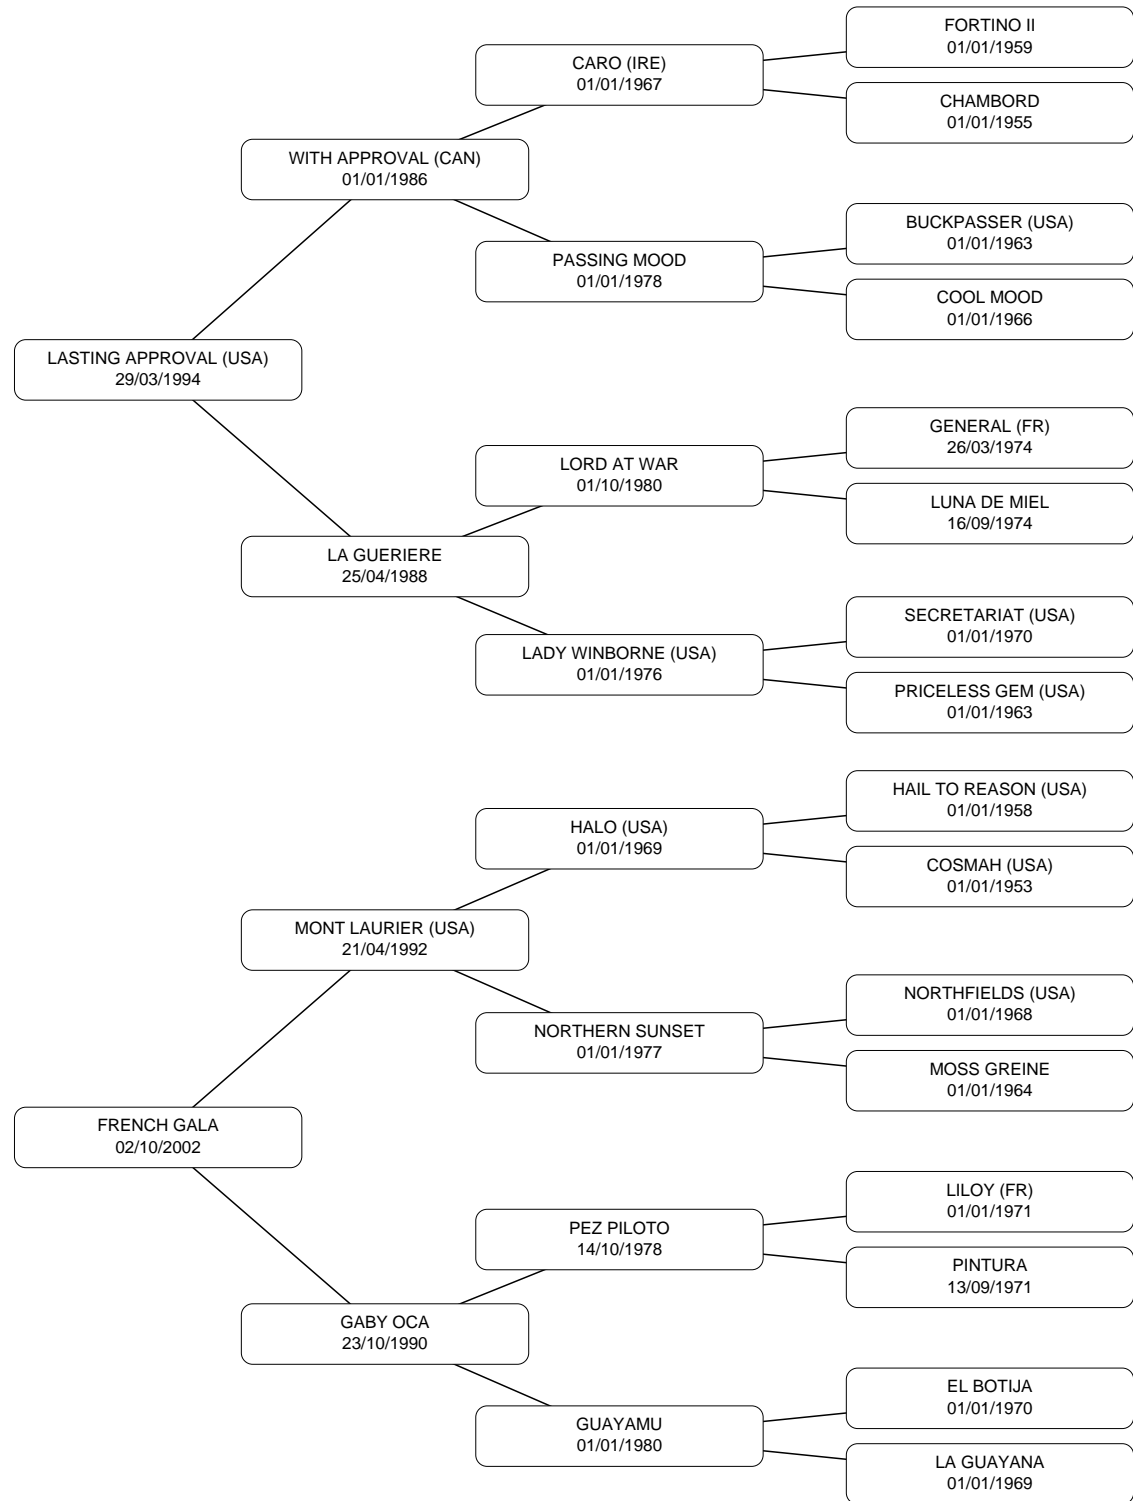 FORTINO II
01/01/1959
CARO (IRE)
01/01/1967
CHAMBORD
01/01/1955
WITH APPROVAL (CAN)
01/01/1986
BUCKPASSER (USA)
01/01/1963
PASSING MOOD
01/01/1978
COOL MOOD
01/01/1966
LASTING APPROVAL (USA)
29/03/1994
GENERAL (FR)
26/03/1974
LORD AT WAR
01/10/1980
LUNA DE MIEL
16/09/1974
LA GUERIERE
25/04/1988
SECRETARIAT (USA)
01/01/1970
LADY WINBORNE (USA)
01/01/1976
PRICELESS GEM (USA)
01/01/1963
HAIL TO REASON (USA)
01/01/1958
HALO (USA)
01/01/1969
COSMAH (USA)
01/01/1953
MONT LAURIER (USA)
21/04/1992
NORTHFIELDS (USA)
01/01/1968
NORTHERN SUNSET
01/01/1977
MOSS GREINE
01/01/1964
FRENCH GALA
02/10/2002
LILOY (FR)
01/01/1971
PEZ PILOTO
14/10/1978
PINTURA
13/09/1971
GABY OCA
23/10/1990
EL BOTIJA
01/01/1970
GUAYAMU
01/01/1980
LA GUAYANA
01/01/1969